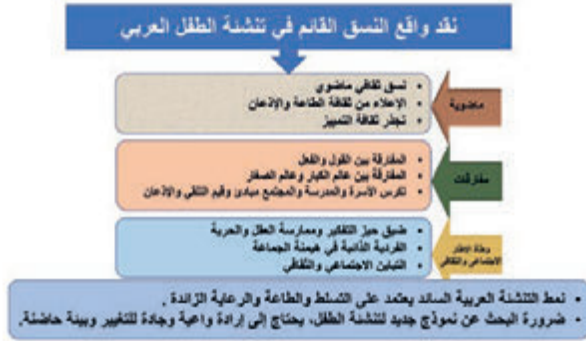 نقد واقع النسق القائم في تنشئة الطفل العربي
ماضوية
• نسق ثقافي ماضوي
• الإعلاء من ثقافة الطاعة والإذعان
• تجذر ثقافة التمييز
مفارقات
• المفارقة بين القول والفعل
• المفارقة بين عالم الكبار وعالم الصغار
• تكرس الأسرة والمدرسة والمجتمع مبادئ وقيم التلقي والإذعان
وطأة الإطار
الاجتماعي والثقافي
• ضيق حيز التفكير وممارسة العقل والحرية
• الفردية الذاتية في هيمنة الجماعة
• التباين الاجتماعي والثقافي
• نمط التنشئة العربية السائد يعتمد على التسلط والطاعة والرعاية الزائدة .
• ضرورة البحث عن نموذج جديد لتنشئة الطفل، يحتاج إلى إرادة واعية وجادة للتغيير وبيئة حاضنة.